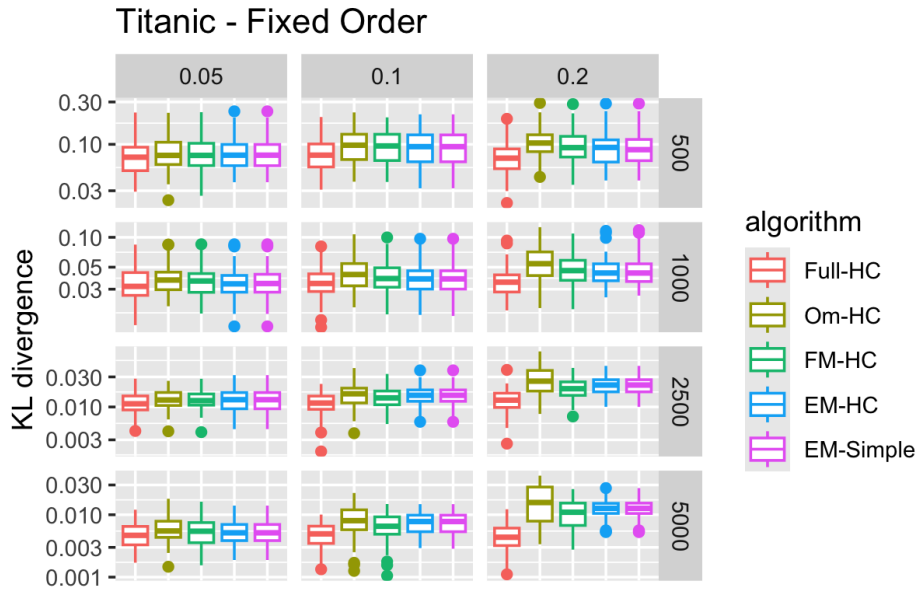 Titanic - Fixed Order
0.05 0.1 0.2
KL divergence
0.30
0.10
0.03
500
0.10
0.05
0.03
1000
0.030
0.010
0.003
2500
0.030
0.010
0.003
0.001
5000
algorithm
Full-HC
Om-HC
FM-HC
EM-HC
EM-Simple